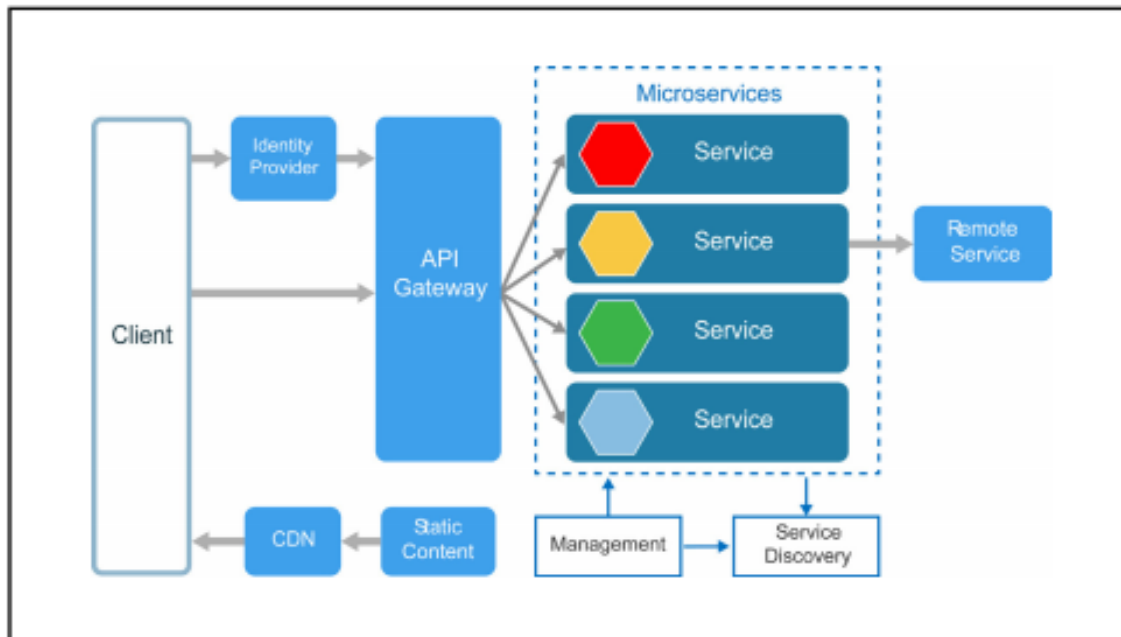 Microservices
Client
Identity
Provider
API
Gateway
Service
Service
Service
Service
Remote
Service
CDN
Static
Content
Management
Service
Discovery